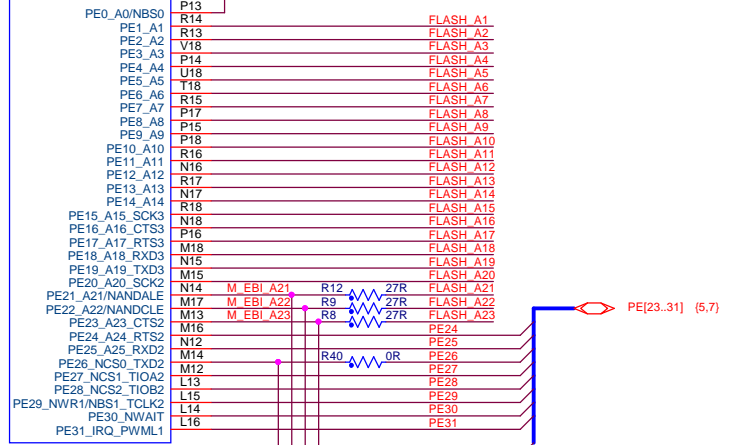 PE0_A0/NBS0 P13
PE1_A1 R14 FLASH_A1
PE2_A2 R13 FLASH_A2
PE3_A3 V18 FLASH_A3
PE4_A4 P14 FLASH_A4
PE5_A5 U18 FLASH_A5
PE6_A6 T18 FLASH_A6
PE7_A7 R15 FLASH_A7
PE8_A8 P17 FLASH_A8
PE9_A9 P15 FLASH_A9
PE10_A10 P18 FLASH_A10
PE11_A11 R16 FLASH_A11
PE12_A12 N16 FLASH_A12
PE13_A13 R17 FLASH_A13
PE14_A14 N17 FLASH_A14
PE15_A15_SCK3 R18 FLASH_A15
PE16_A16_CTS3 N18 FLASH_A16
PE17_A17_RTS3 P16 FLASH_A17
PE18_A18_RXD3 M18 FLASH_A18
PE19_A19_TXD3 N15 FLASH_A19
PE20_A20_SCK2 M15 FLASH_A20
PE21_A21/NANDALE N14 M_EBI_A21 R12 27R FLASH_A21
PE22_A22/NANDCLE M17 M_EBI_A22 R9 27R FLASH_A22
PE23_A23_CTS2 M13 M_EBI_A23 R8 27R FLASH_A23
PE[23..31] {5,7}
PE24_A24_RTS2 M16 PE24
PE25_A25_RXD2 N12 PE25
PE26_NCS0_TXD2 M14 R40 0R PE26
PE27_NCS1_TIOA2 M12 PE27
PE28_NCS2_TIOB2 L13 PE28
PE29_NWR1/NBS1_TCLK2 L15 PE29
PE30_NWAIT L14 PE30
PE31_IRQ_PWML1 L16 PE31